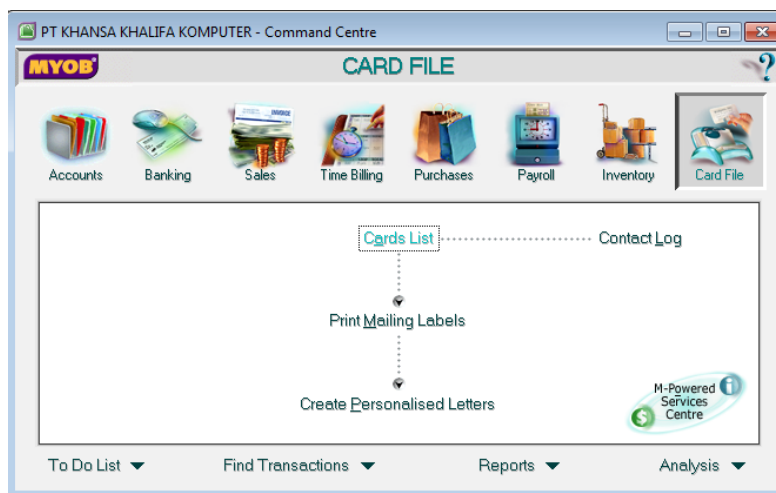 PT KHANSA KHALIFA KOMPUTER - Command Centre
MYOB
CARD FILE
Accounts
Banking
Sales
Time Billing
Purchases
Payroll
Inventory
Card File
INVOICE
Cards List
Contact Log
Print Mailing Labels
Create Personalised Letters
M-Powered
Services
Centre
To Do List
Find Transactions
Reports
Analysis